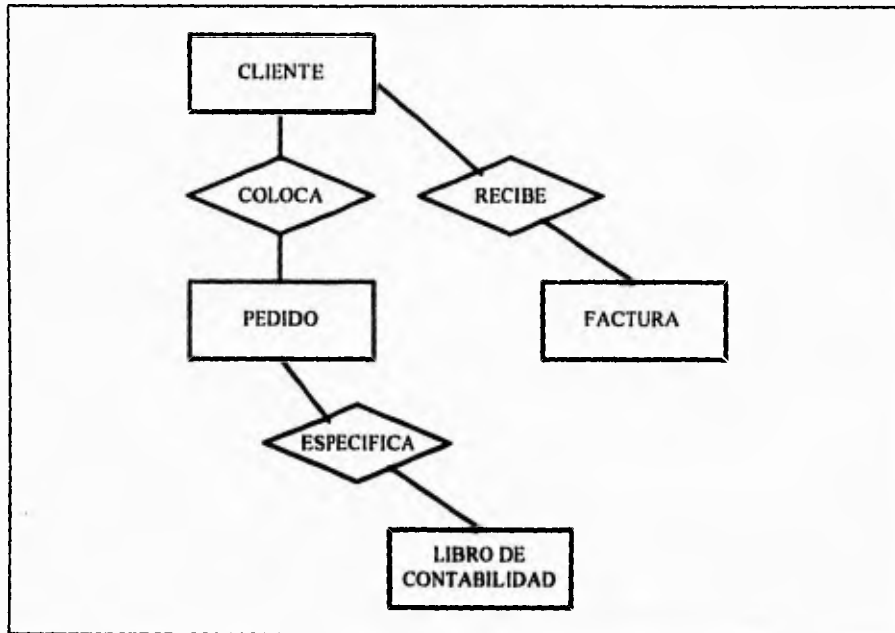 CLIENTE
COLOCA
RECIBE
PEDIDO
FACTURA
ESPECIFICA
LIBRO DE
CONTABILIDAD